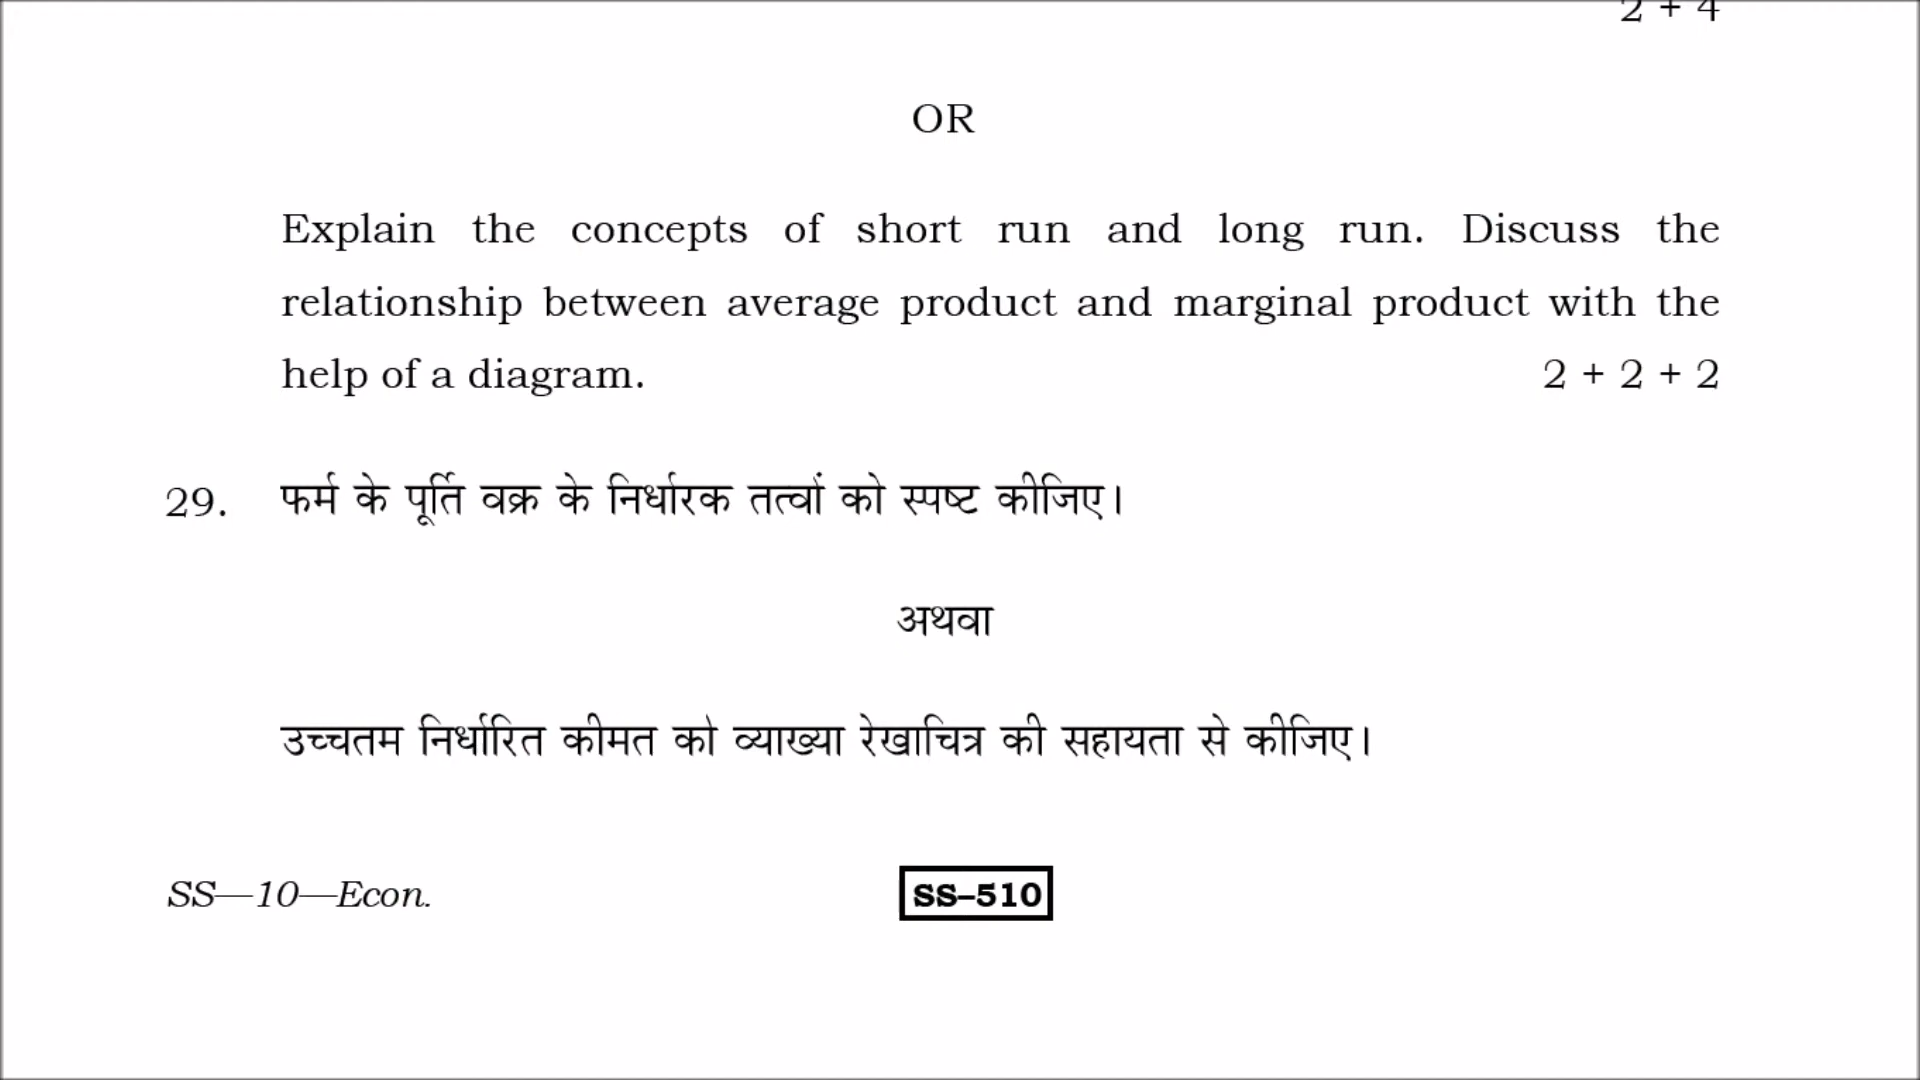 2 + 4
OR
Explain the concepts of short run and long run. Discuss the
relationship between average product and marginal product with the
help of a diagram. 2 + 2 + 2
29. फर्म के पूर्ति वक्र के निर्धारक तत्वों को स्पष्ट कीजिए।
अथवा
उच्चतम निर्धारित कीमत को व्याख्या रेखाचित्र की सहायता से कीजिए।
SS—10—Econ. SS–510